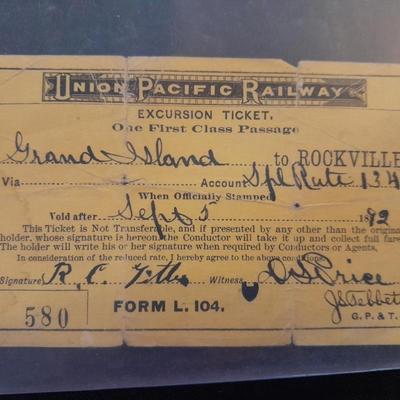 UNION PACIFIC RAILWAY
EXCURSION TICKET.
One First Class Passage
Grand Island to ROCKVILLE
Via Account Spl Rate 134
When Officially Stamped
Void after Sept 5 1892
This Ticket is Not Transferable, and if presented by any other than the original
holder, whose signature is hereon, the Conductor will take it up and collect full fare
The holder will write his or her signature when required by Conductors or Agents.
In consideration of the reduced rate, I hereby agree to the above conditions
Signature R. C. Witness Price
J.S. Tebbet
580 FORM L. 104. G. P. & T.